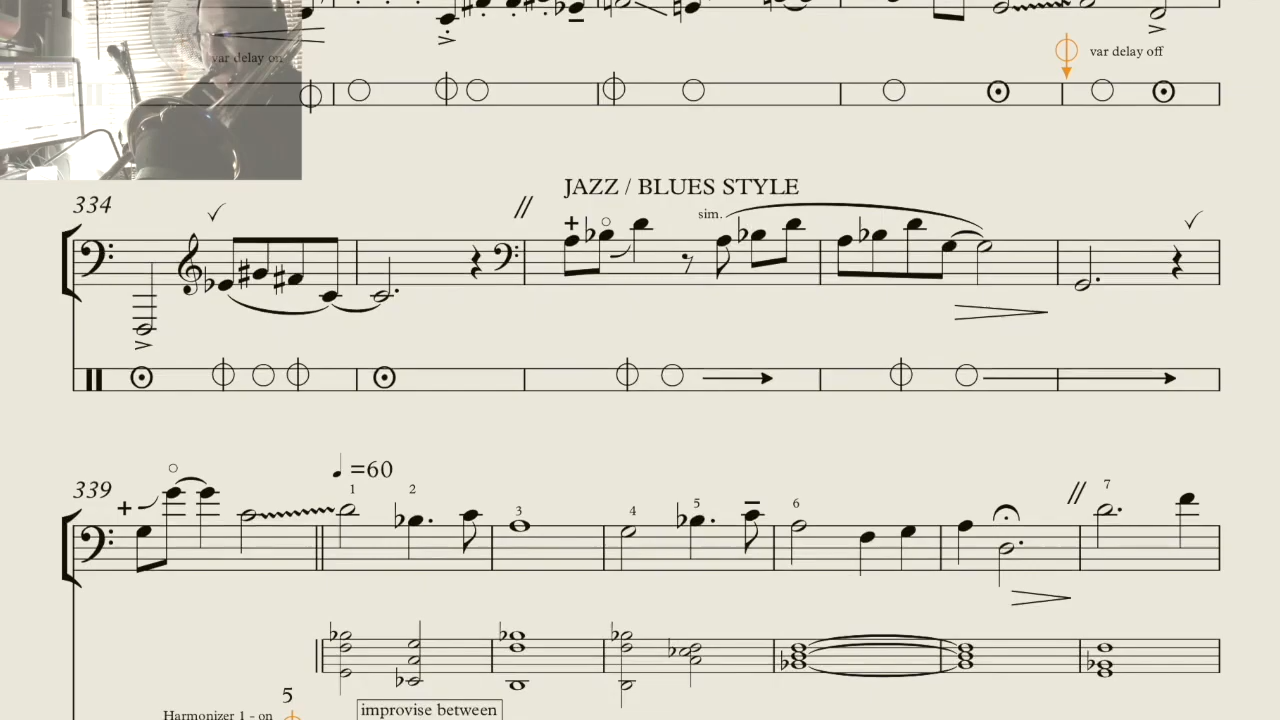 var delay on
var delay off
JAZZ / BLUES STYLE
334
sim.
=60
339
1 2 3 4 5 6 7
5
Harmonizer 1 - on
improvise between